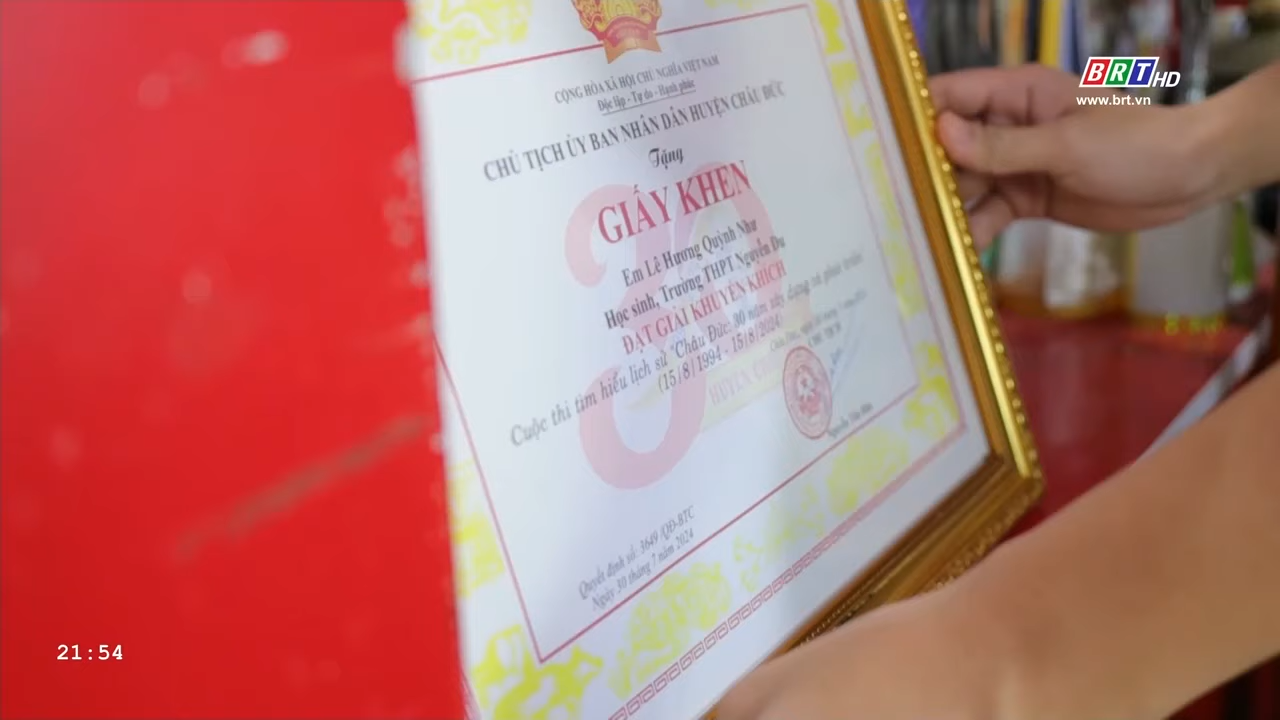 BRT HD
www.brt.vn
CỘNG HÒA XÃ HỘI CHỦ NGHĨA VIỆT NAM
Độc lập - Tự do - Hạnh phúc
CHỦ TỊCH ỦY BAN NHÂN DÂN HUYỆN CHÂU ĐỨC
Tặng
GIẤY KHEN
Em Lê Hương Quỳnh Như
Học sinh, Trường THPT Nguyễn Du
ĐẠT GIẢI KHUYẾN KHÍCH
Cuộc thi tìm hiểu lịch sử "Châu Đức: 30 năm xây dựng và phát triển
(15/8/1994 - 15/8/2024)
30
HUYỆN
CHỦ TỊCH
Quyết định số: 3649 /QĐ-BTC
Ngày 30 tháng 7 năm 2024
21:54